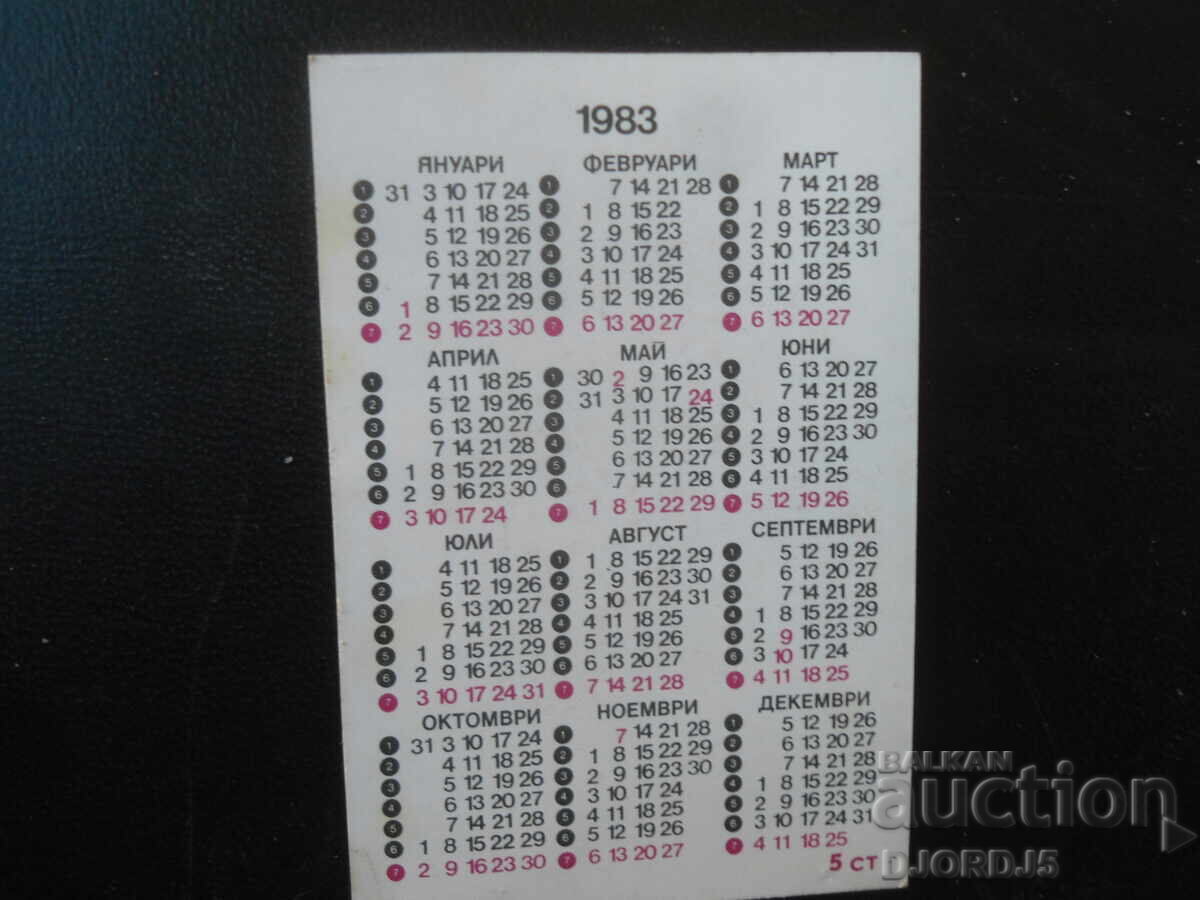 1983
ЯНУАРИ ФЕВРУАРИ МАРТ
1 31 3 10 17 24 1 7 14 21 28 1 7 14 21 28
2 4 11 18 25 2 1 8 15 22 2 1 8 15 22 29
3 5 12 19 26 3 2 9 16 23 3 2 9 16 23 30
4 6 13 20 27 4 3 10 17 24 4 3 10 17 24 31
5 7 14 21 28 5 4 11 18 25 5 4 11 18 25
6 1 8 15 22 29 6 5 12 19 26 6 5 12 19 26
7 2 9 16 23 30 7 6 13 20 27 7 6 13 20 27
АПРИЛ МАЙ ЮНИ
1 4 11 18 25 1 30 2 9 16 23 1 6 13 20 27
2 5 12 19 26 2 31 3 10 17 24 2 7 14 21 28
3 6 13 20 27 3 4 11 18 25 3 1 8 15 22 29
4 7 14 21 28 4 5 12 19 26 4 2 9 16 23 30
5 1 8 15 22 29 5 6 13 20 27 5 3 10 17 24
6 2 9 16 23 30 6 7 14 21 28 6 4 11 18 25
7 3 10 17 24 7 1 8 15 22 29 7 5 12 19 26
ЮЛИ АВГУСТ СЕПТЕМВРИ
1 4 11 18 25 1 1 8 15 22 29 1 5 12 19 26
2 5 12 19 26 2 2 9 16 23 30 2 6 13 20 27
3 6 13 20 27 3 3 10 17 24 31 3 7 14 21 28
4 7 14 21 28 4 4 11 18 25 4 1 8 15 22 29
5 1 8 15 22 29 5 5 12 19 26 5 2 9 16 23 30
6 2 9 16 23 30 6 6 13 20 27 6 3 10 17 24
7 3 10 17 24 31 7 7 14 21 28 7 4 11 18 25
ОКТОМВРИ НОЕМВРИ ДЕКЕМВРИ
1 31 3 10 17 24 1 7 14 21 28 1 5 12 19 26
2 4 11 18 25 2 1 8 15 22 29 2 6 13 20 27
3 5 12 19 26 3 2 9 16 23 30 3 7 14 21 28
4 6 13 20 27 4 3 10 17 24 4 1 8 15 22 29
5 7 14 21 28 5 4 11 18 25 5 2 9 16 23 30
6 1 8 15 22 29 6 5 12 19 26 6 3 10 17 24 31
7 2 9 16 23 30 7 6 13 20 27 7 4 11 18 25
5 СТ
BALKAN
auction
DJORDJ5